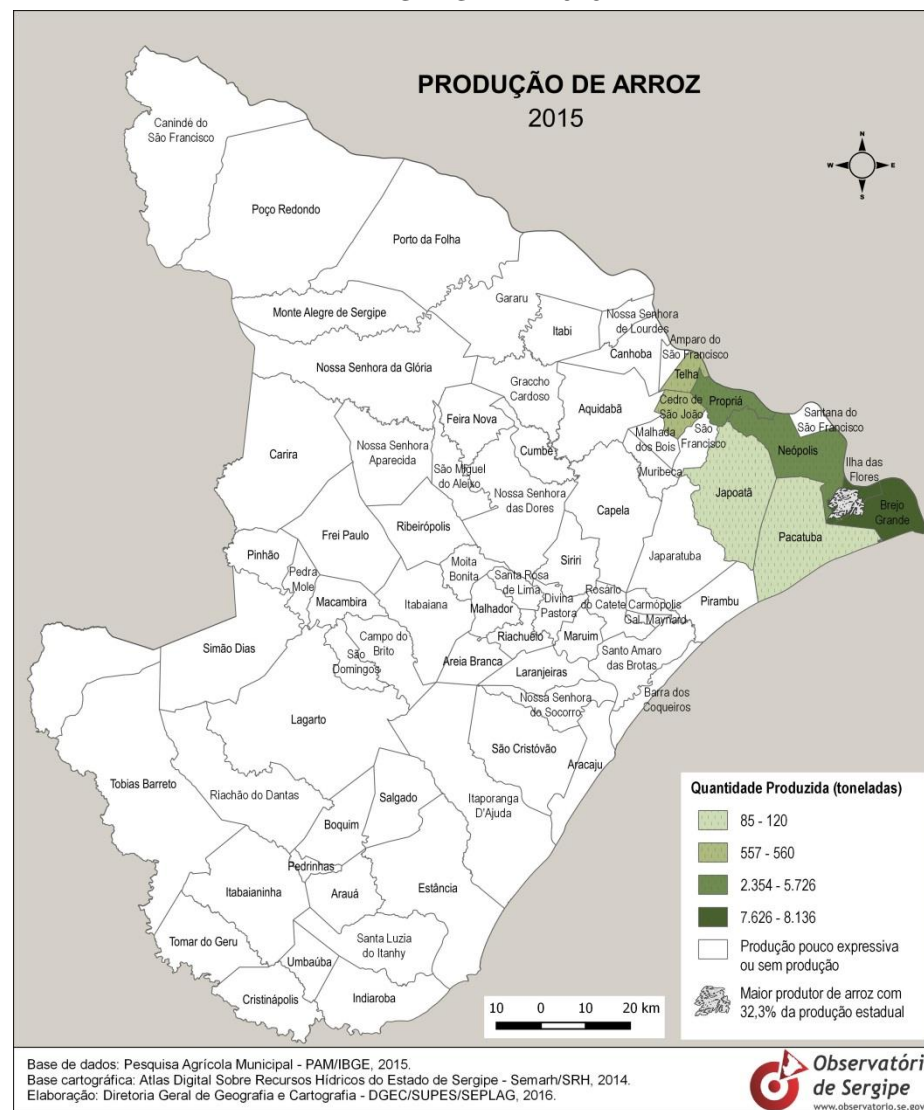 PRODUÇÃO DE ARROZ
2015
N
W
E
S
Canindé do
São Francisco
Poço Redondo
Porto da Folha
Monte Alegre de Sergipe
Gararu
Itabi
Nossa Senhora
de Lourdes
Canhoba
Amparo do
São Francisco
Telha
Nossa Senhora da Glória
Graccho
Cardoso
Aquidabã
Cedro de
São João
Propriá
São
Francisco
Santana do
São Francisco
Feira Nova
Malhada
dos Bois
Neópolis
Ilha das
Flores
Carira
Nossa Senhora
Aparecida
São Miguel
do Aleixo
Cumbe
Muribeca
Nossa Senhora
das Dores
Japoatã
Brejo
Grande
Capela
Ribeirópolis
Frei Paulo
Pacatuba
Pinhão
Pedra
Mole
Moita
Bonita
Santa Rosa
de Lima
Siriri
Japaratuba
Macambira
Itabaiana
Malhador
Divina
Pastora
Rosário
do Catete
Carmópolis
Pirambu
Gal. Maynard
Riachuelo
Maruim
Simão Dias
Campo do
Brito
São
Domingos
Areia Branca
Laranjeiras
Santo Amaro
das Brotas
Nossa Senhora
do Socorro
Barra dos
Coqueiros
Lagarto
São Cristóvão
Aracaju
Tobias Barreto
Riachão do Dantas
Salgado
Itaporanga
D'Ajuda
Boquim
Pedrinhas
Itabaianinha
Arauá
Estância
Tomar do Geru
Santa Luzia
do Itanhy
Umbaúba
Cristinápolis
Indiaroba
Quantidade Produzida (toneladas)
85 - 120
557 - 560
2.354 - 5.726
7.626 - 8.136
Produção pouco expressiva
ou sem produção
Maior produtor de arroz com
32,3% da produção estadual
10 0 10 20 km
Base de dados: Pesquisa Agrícola Municipal - PAM/IBGE, 2015.
Base cartográfica: Atlas Digital Sobre Recursos Hídricos do Estado de Sergipe - Semarh/SRH, 2014.
Elaboração: Diretoria Geral de Geografia e Cartografia - DGEC/SUPES/SEPLAG, 2016.
Observatóri
de Sergipe
www.observatorio.se.gov